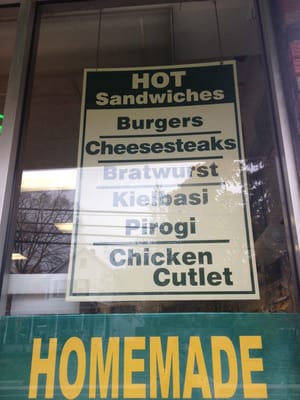 HOT
Sandwiches
Burgers
Cheesesteaks
Bratwurst
Kielbasi
Pirogi
Chicken
Cutlet
HOMEMADE